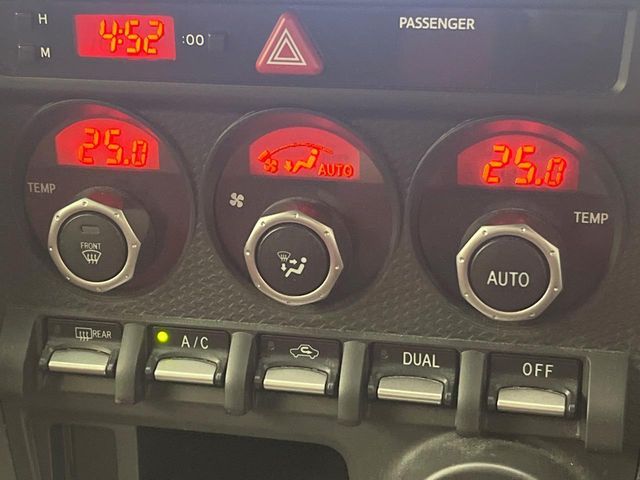 H
4:52
:00
PASSENGER
M
25.0
AUTO
25.0
TEMP
TEMP
FRONT
AUTO
REAR
A/C
DUAL
OFF